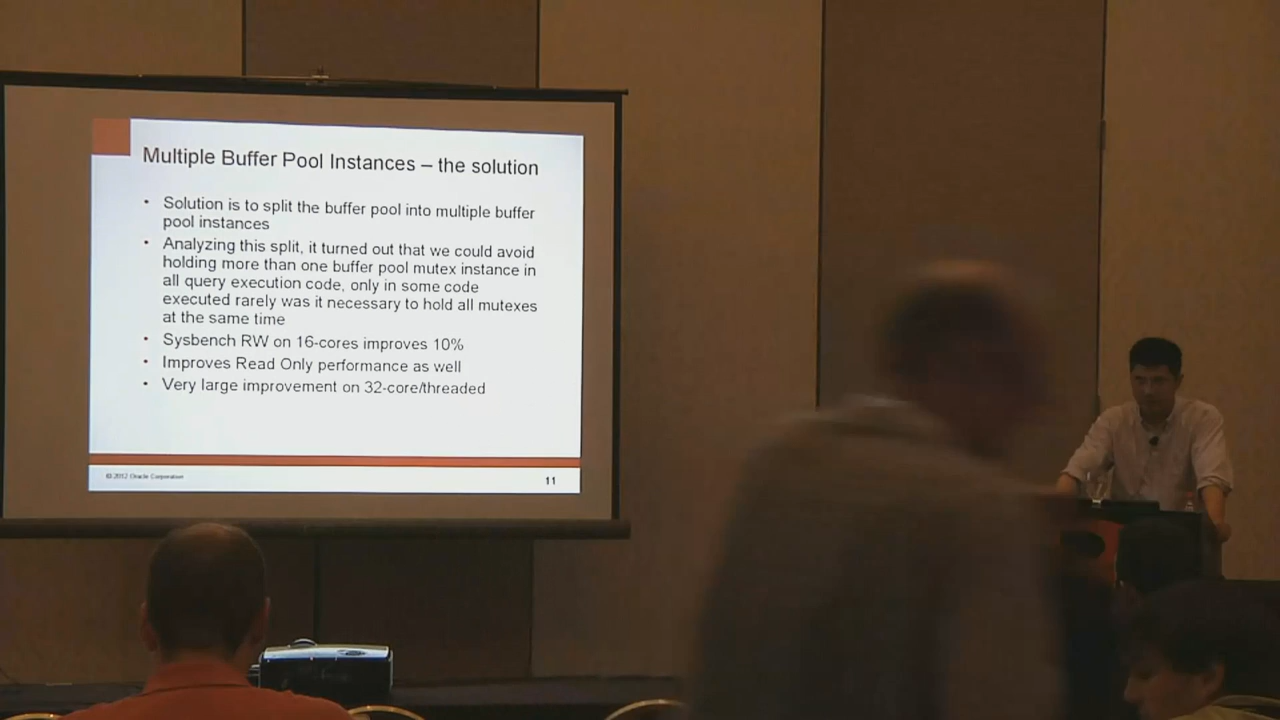 Multiple Buffer Pool Instances – the solution
• Solution is to split the buffer pool into multiple buffer
pool instances
• Analyzing this split, it turned out that we could avoid
holding more than one buffer pool mutex instance in
all query execution code, only in some code
executed rarely was it necessary to hold all mutexes
at the same time
• Sysbench RW on 16-cores improves 10%
• Improves Read Only performance as well
• Very large improvement on 32-core/threaded
© 2012 Oracle Corporation
11